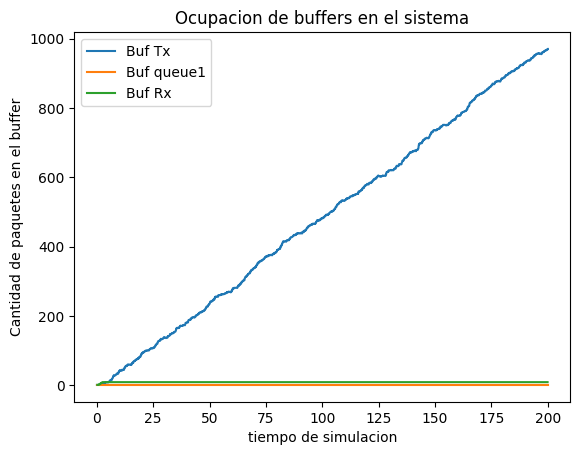 Ocupacion de buffers en el sistema
Buf Tx
Buf queue1
Buf Rx
Cantidad de paquetes en el buffer
1000
800
600
400
200
0
0 25 50 75 100 125 150 175 200
tiempo de simulacion